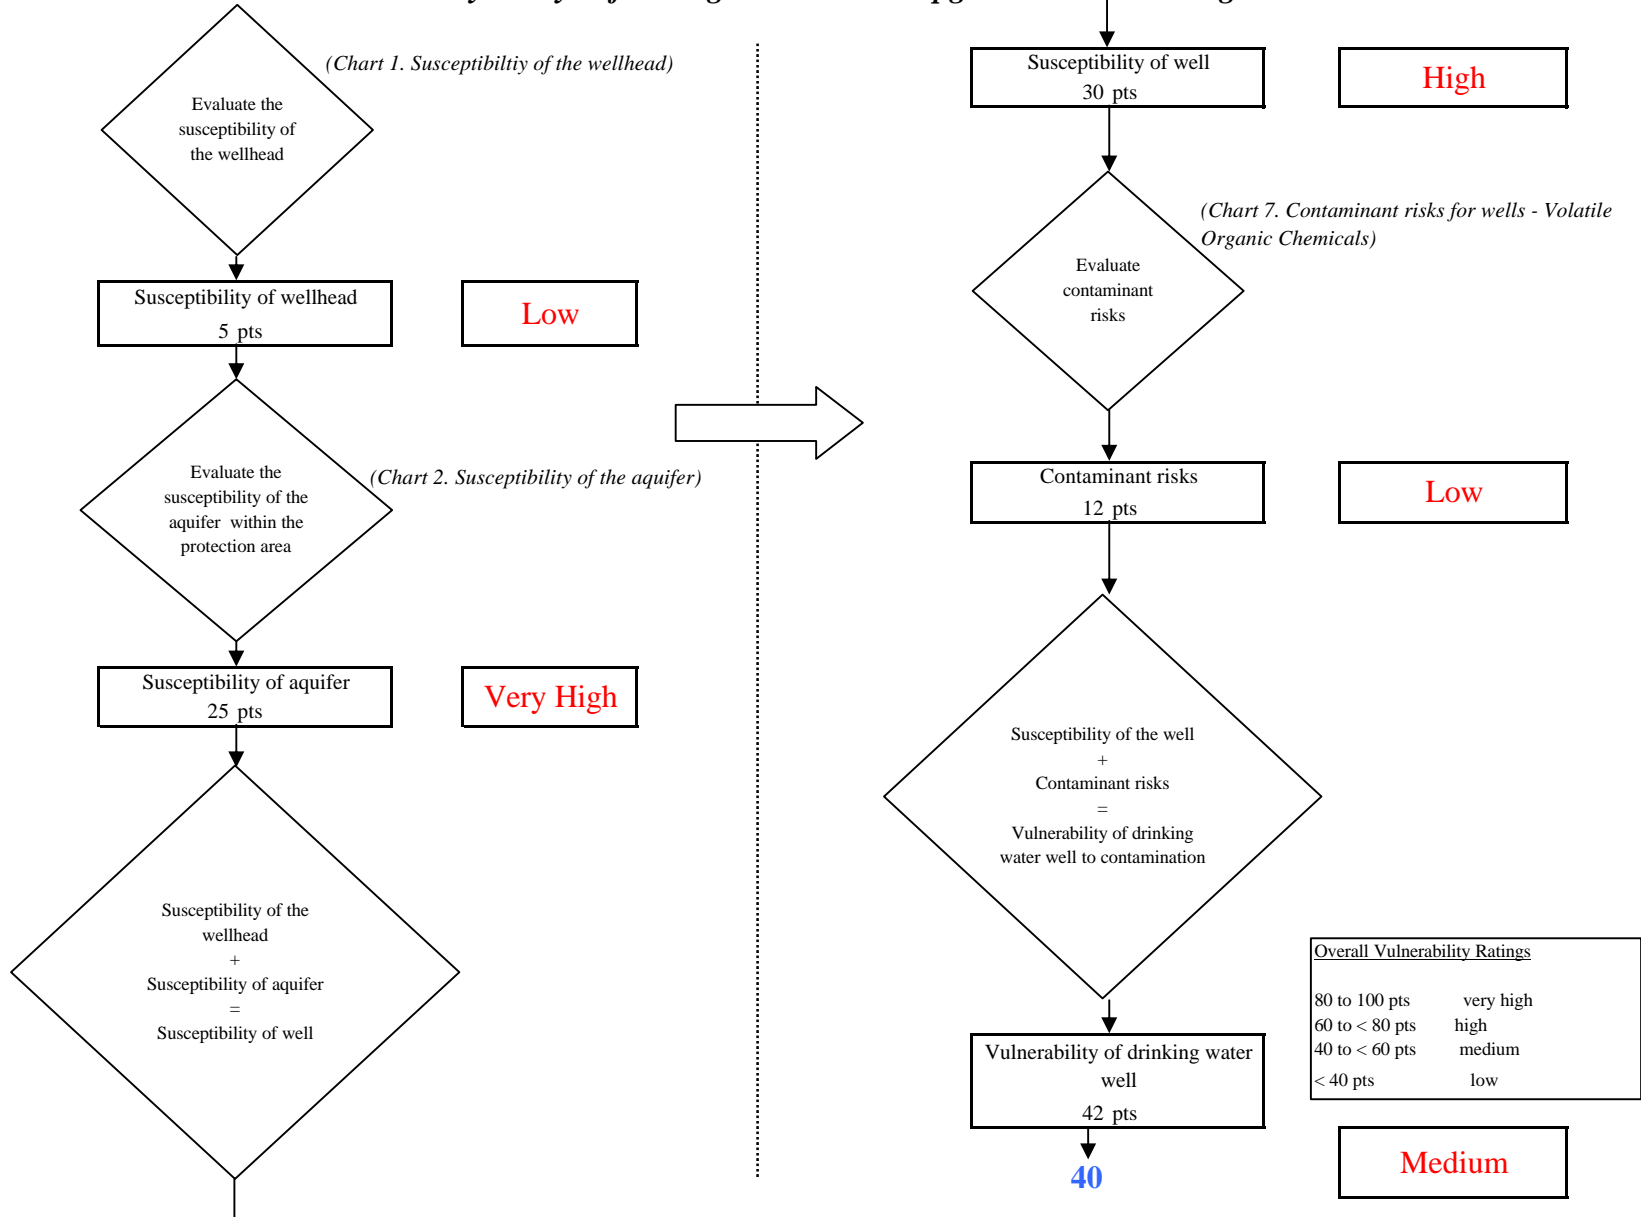 (Chart 1. Susceptibiltiy of the wellhead)
Evaluate the
susceptibility of
the wellhead
Susceptibility of wellhead
5 pts
Low
Evaluate the
susceptibility of the
aquifer within the
protection area
(Chart 2. Susceptibility of the aquifer)
Susceptibility of aquifer
25 pts
Very High
Susceptibility of the
wellhead
+
Susceptibility of aquifer
=
Susceptibility of well
Susceptibility of well
30 pts
High
(Chart 7. Contaminant risks for wells - Volatile
Organic Chemicals)
Evaluate
contaminant
risks
Contaminant risks
12 pts
Low
Susceptibility of the well
+
Contaminant risks
=
Vulnerability of drinking
water well to contamination
Overall Vulnerability Ratings
80 to 100 pts very high
60 to < 80 pts high
40 to < 60 pts medium
< 40 pts low
Vulnerability of drinking water
well
42 pts
40
Medium